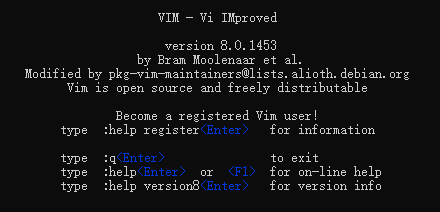 VIM - Vi IMproved
version 8.0.1453
by Bram Moolenaar et al.
Modified by pkg-vim-maintainers@lists.alioth.debian.org
Vim is open source and freely distributable
Become a registered Vim user!
type :help register<Enter> for information
type :q<Enter> to exit
type :help<Enter> or <F1> for on-line help
type :help version8<Enter> for version info